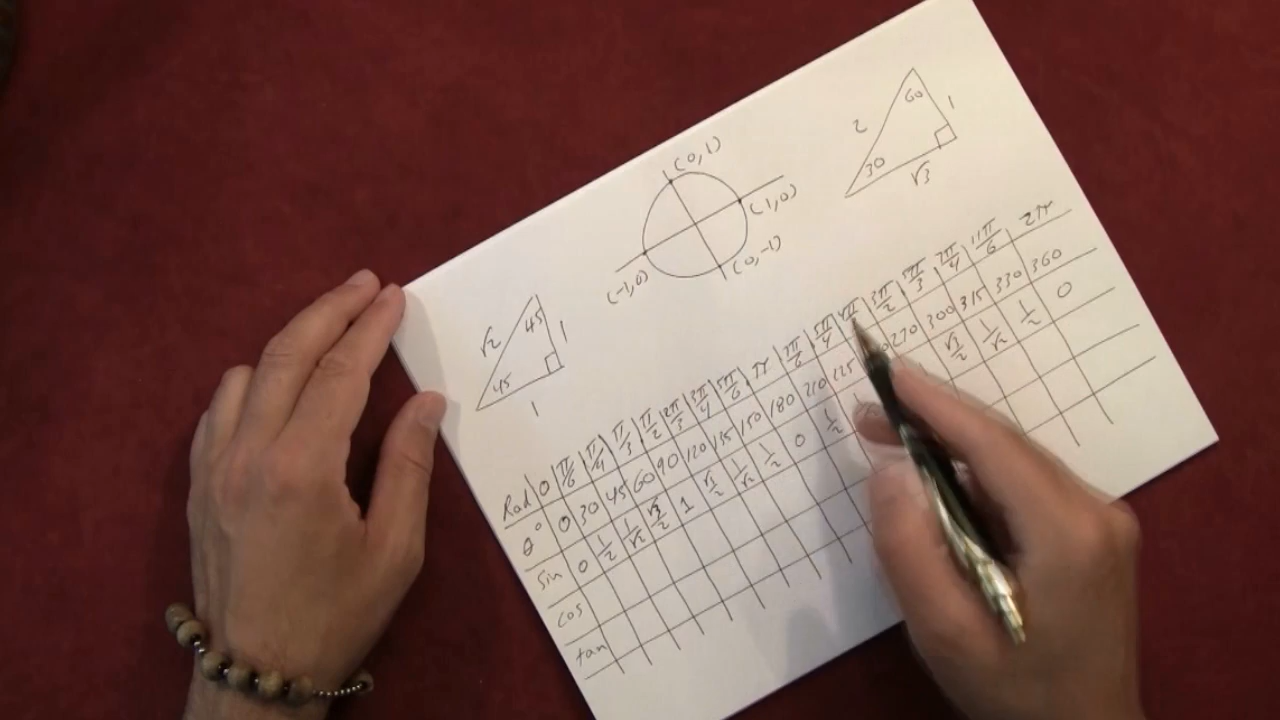 (0,1)
(1,0)
(0,-1)
(-1,0)
60
2
1
30
√3
45
√2
1
45
1
Rad 0 π/6 π/4 π/3 π/2 2π/3 3π/4 5π/6 π 7π/6 5π/4 3π/2 5π/3 7π/4 11π/6 2π
θ° 0 30 45 60 90 120 135 150 180 210 270 300 315 330 360
sin 0 1/2 1/√2 √3/2 1 √3/2 1/√2 1/2 0 1/2 √3/2 1/√2 1/2 0
cos
tan